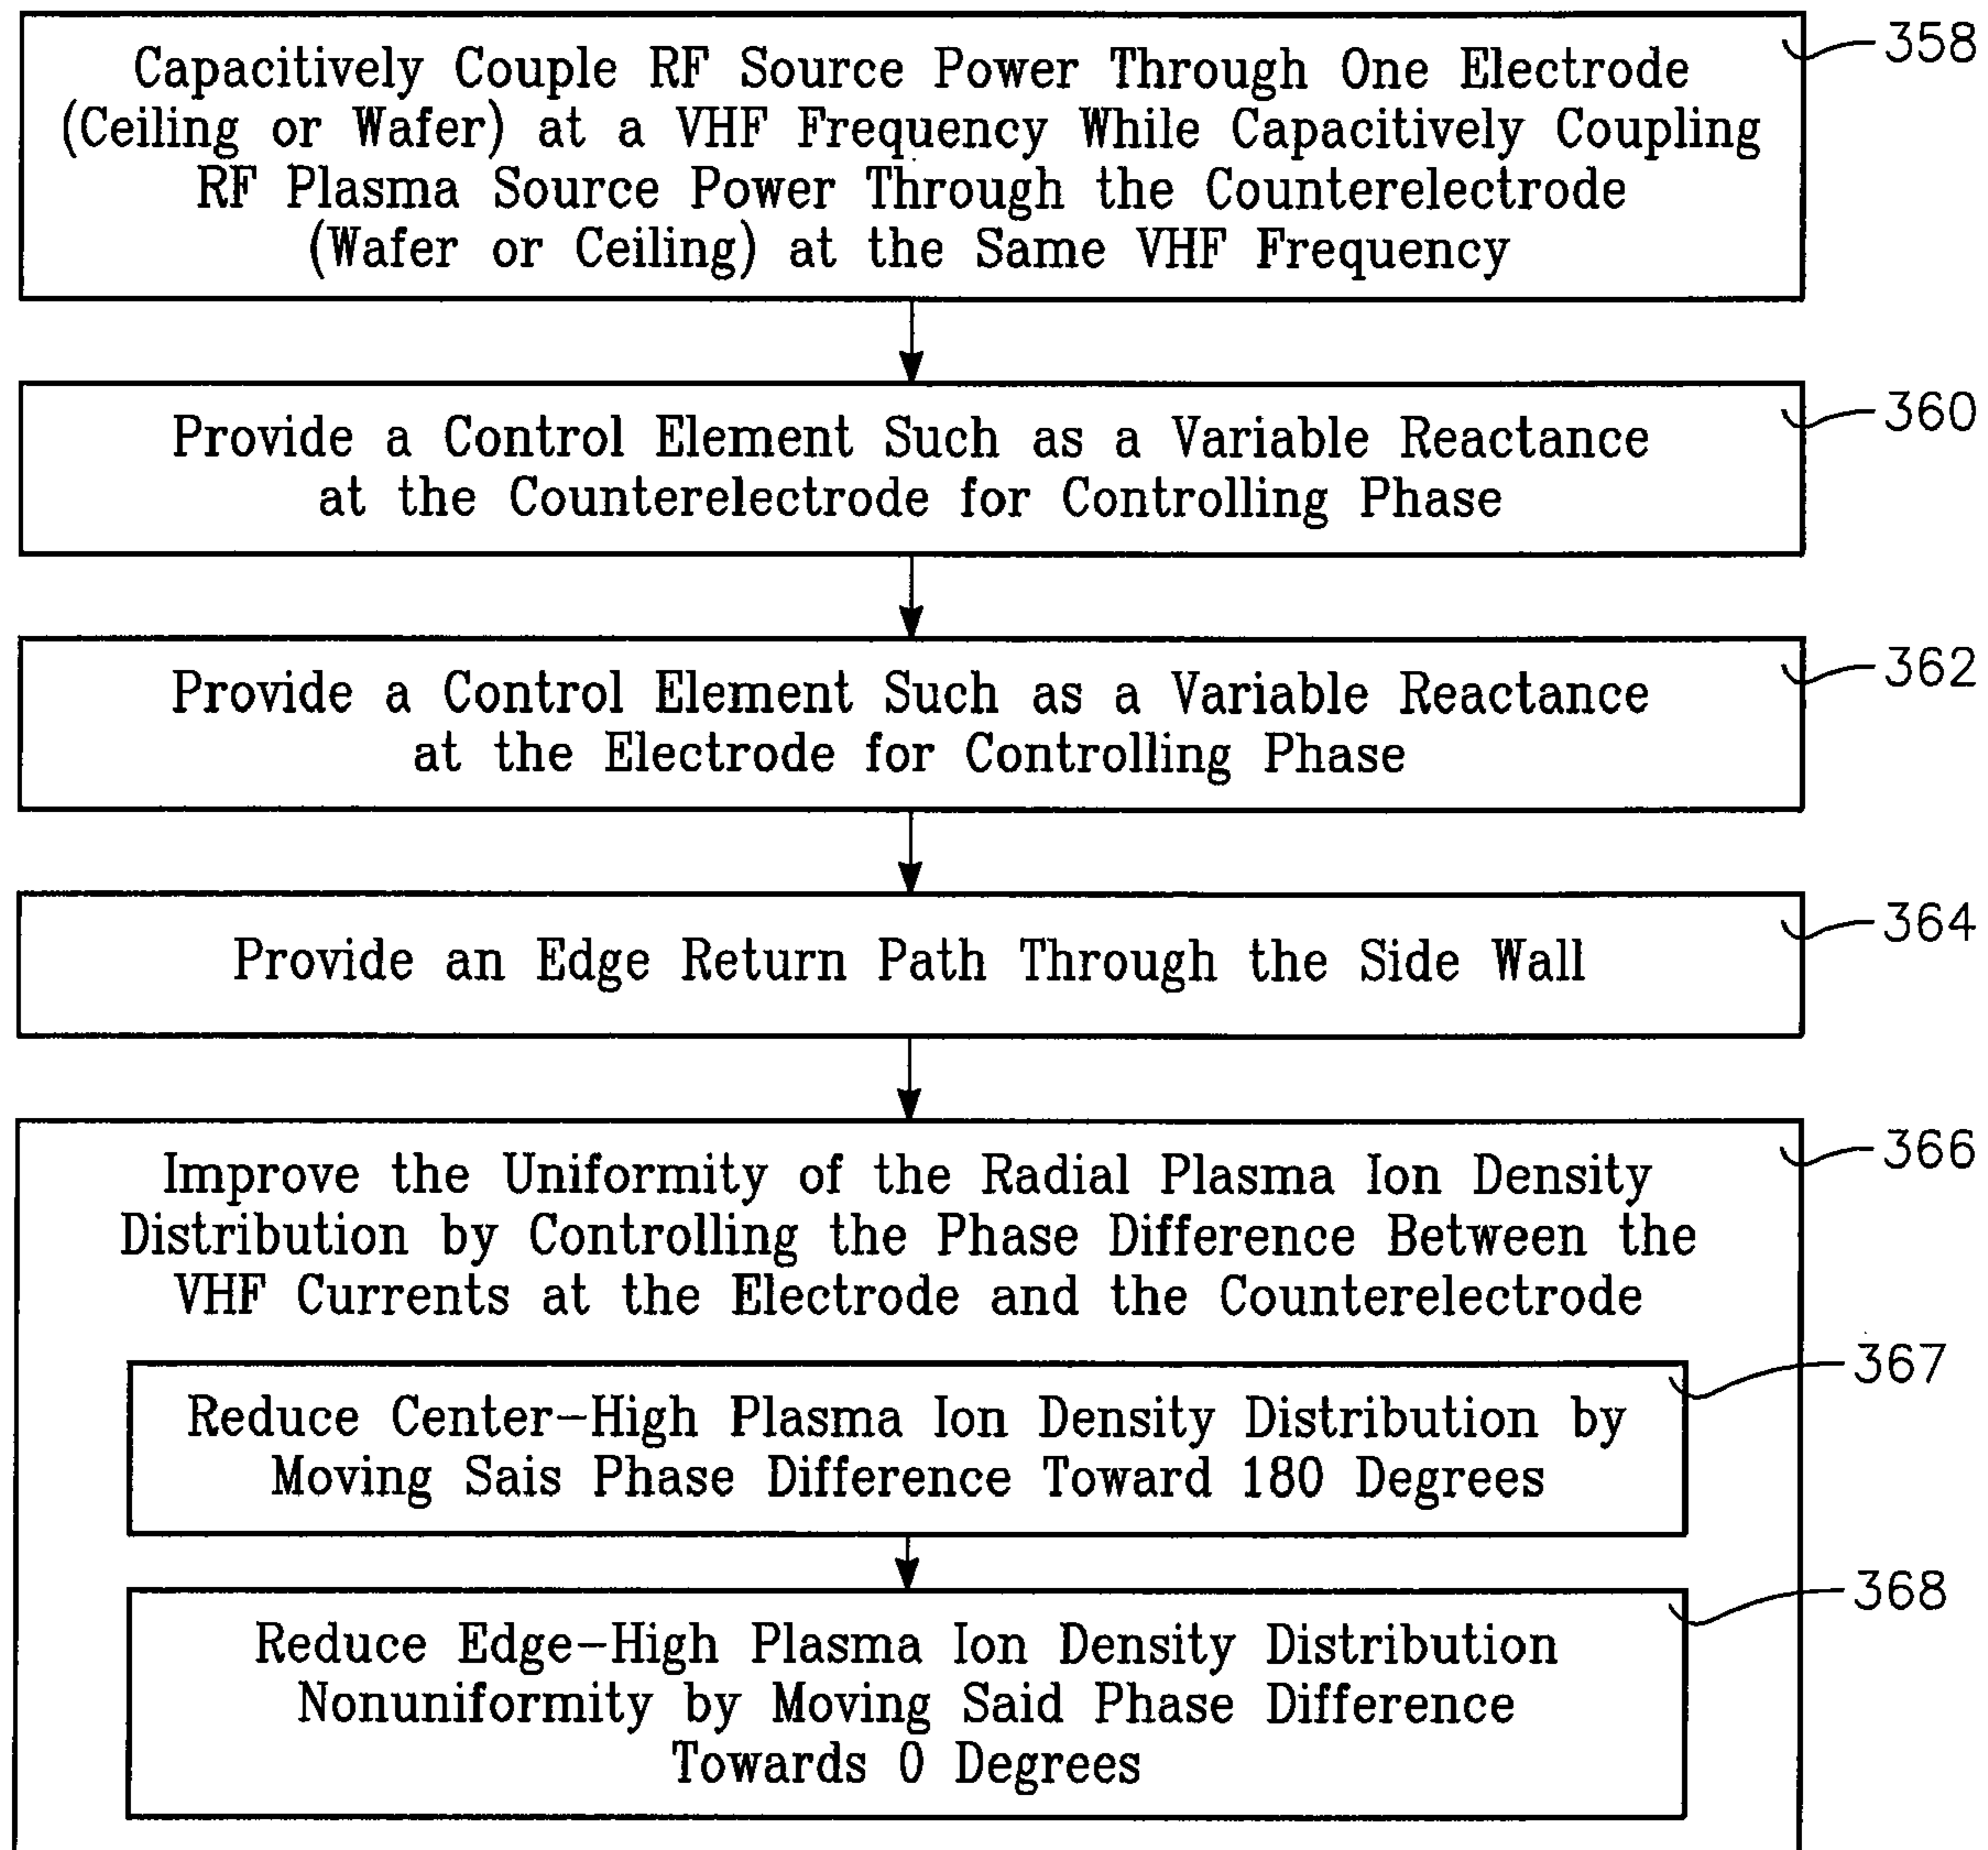 Capacitively Couple RF Source Power Through One Electrode
(Ceiling or Wafer) at a VHF Frequency While Capacitively Coupling
RF Plasma Source Power Through the Counterelectrode
(Wafer or Ceiling) at the Same VHF Frequency
358
Provide a Control Element Such as a Variable Reactance
at the Counterelectrode for Controlling Phase
360
Provide a Control Element Such as a Variable Reactance
at the Electrode for Controlling Phase
362
Provide an Edge Return Path Through the Side Wall
364
Improve the Uniformity of the Radial Plasma Ion Density
Distribution by Controlling the Phase Difference Between the
VHF Currents at the Electrode and the Counterelectrode
366
Reduce Center-High Plasma Ion Density Distribution by
Moving Sais Phase Difference Toward 180 Degrees
367
Reduce Edge-High Plasma Ion Density Distribution
Nonuniformity by Moving Said Phase Difference
Towards 0 Degrees
368